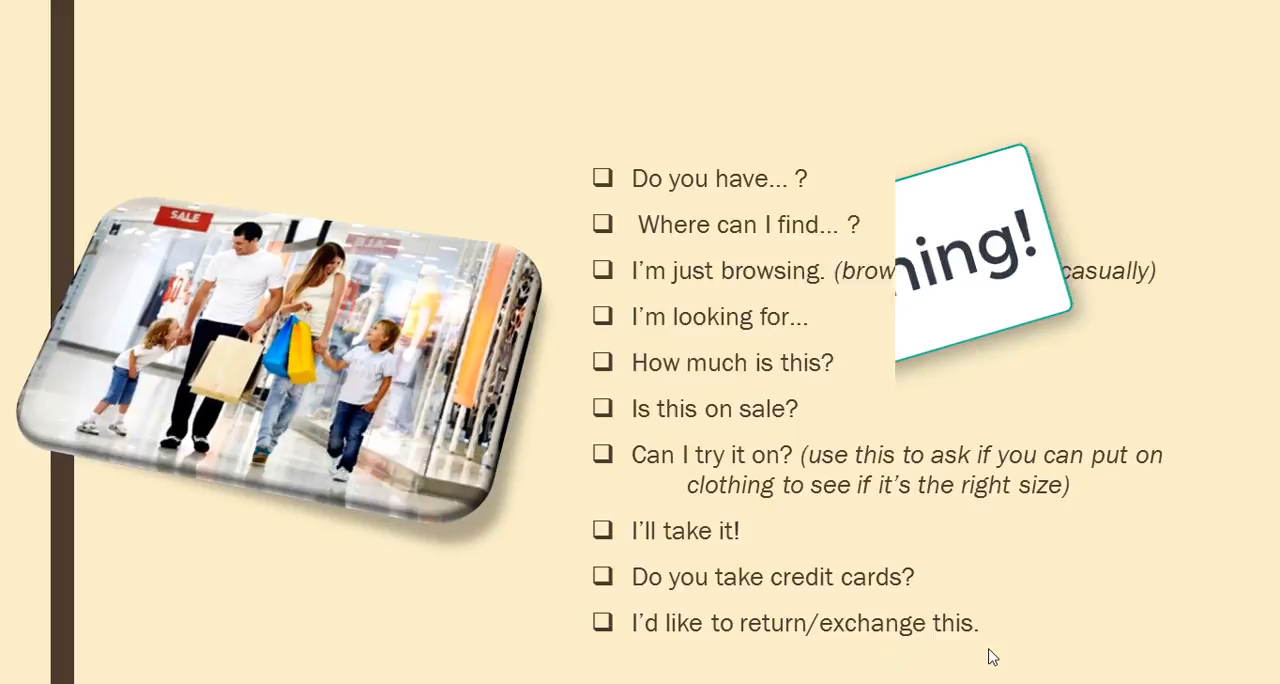 Do you have... ?
Where can I find... ?
I'm just browsing. casually)
I'm looking for...
How much is this?
Is this on sale?
Can I try it on? (use this to ask if you can put on
clothing to see if it's the right size)
I'll take it!
Do you take credit cards?
I'd like to return/exchange this.
SALE